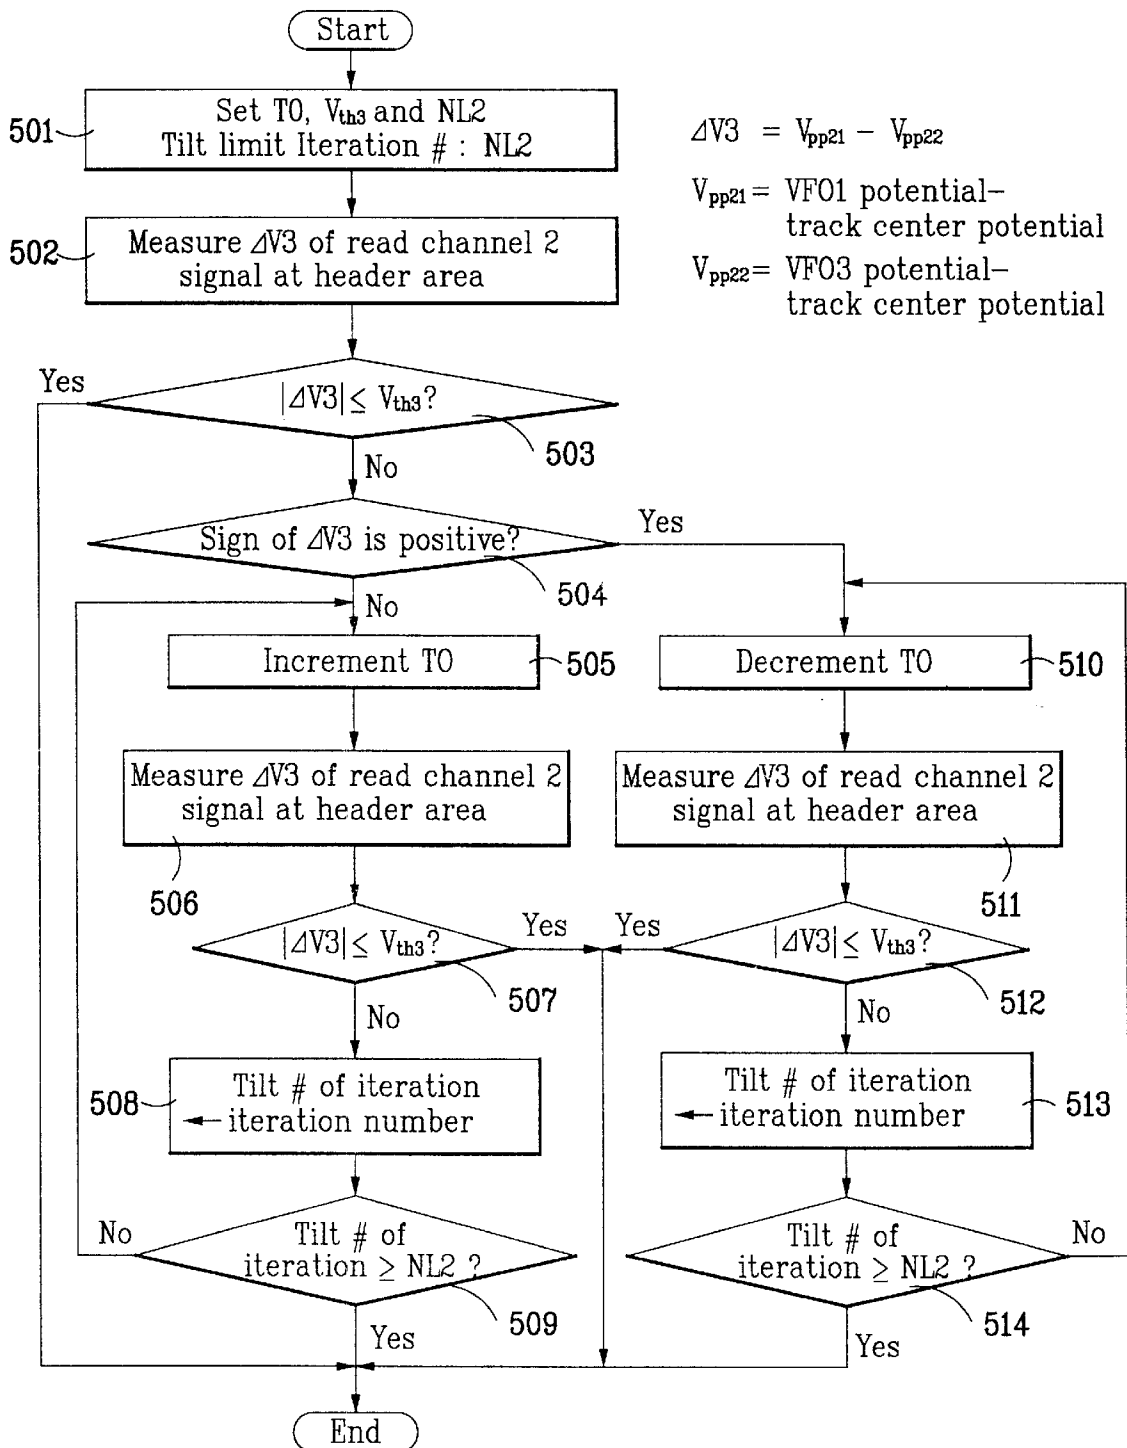 Start
501
Set TO, Vth3 and NL2
Tilt limit Iteration # : NL2
ΔV3 = Vpp21 − Vpp22
Vpp21 = VFO1 potential−
track center potential
Vpp22 = VFO3 potential−
track center potential
502
Measure ΔV3 of read channel 2
signal at header area
Yes
|ΔV3| ≤ Vth3?
503
No
Sign of ΔV3 is positive?
Yes
504
No
Increment TO
505
Decrement TO
510
Measure ΔV3 of read channel 2
signal at header area
506
Measure ΔV3 of read channel 2
signal at header area
511
|ΔV3| ≤ Vth3?
Yes
507
No
Yes
|ΔV3| ≤ Vth3?
512
No
508
Tilt # of iteration
← iteration number
Tilt # of iteration
← iteration number
513
No
Tilt # of
iteration ≥ NL2 ?
509
Yes
Tilt # of
iteration ≥ NL2 ?
No
514
Yes
End